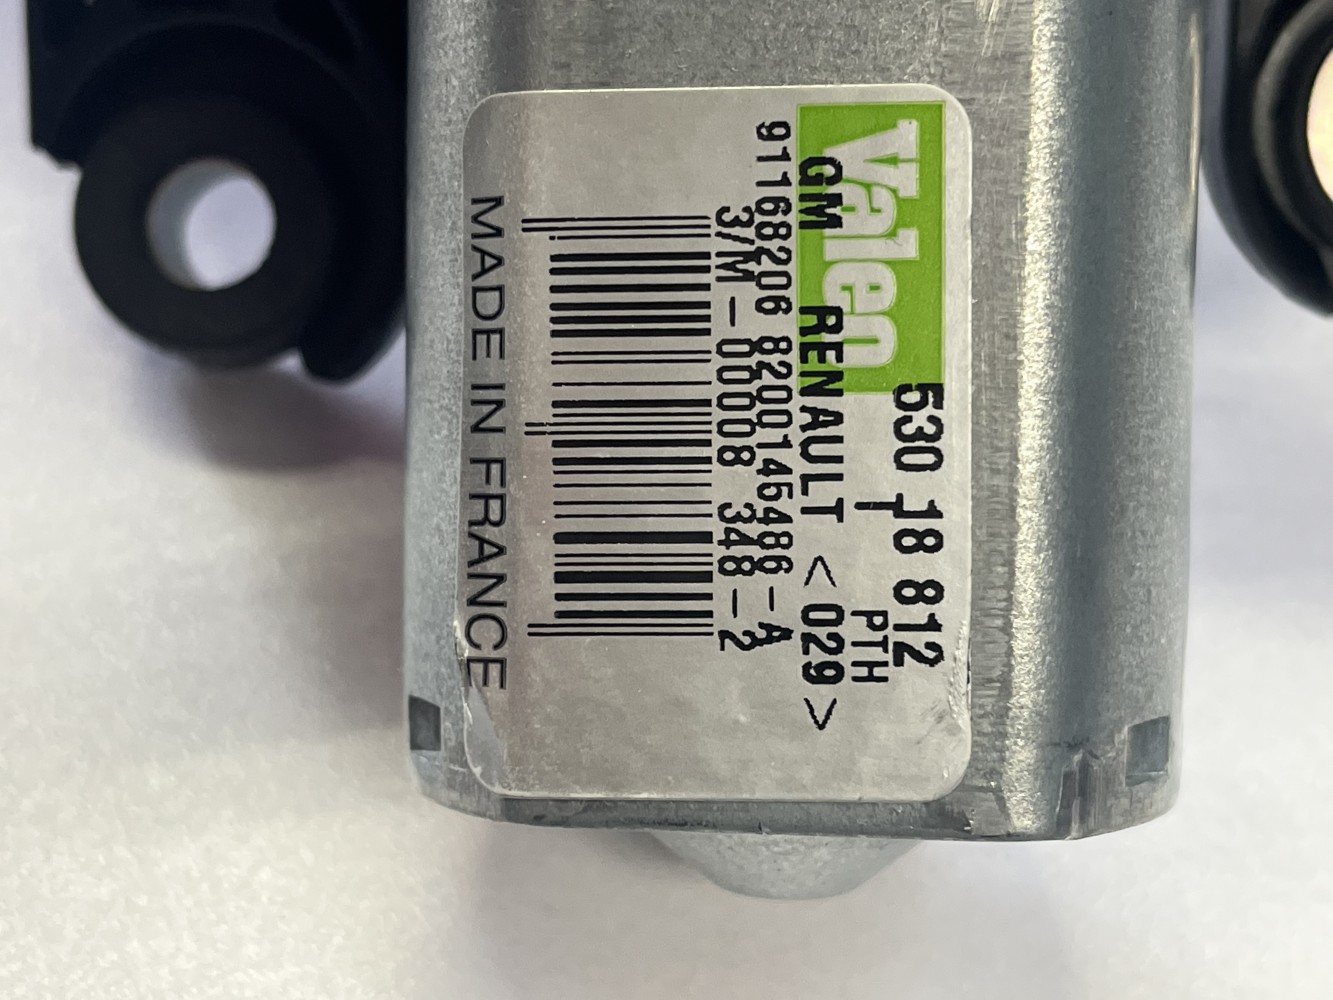 Valeo
530 18 812
I PTH
GM RENAULT <029>
91168206 8200145486-A
3/M-00008 348-2
MADE IN FRANCE